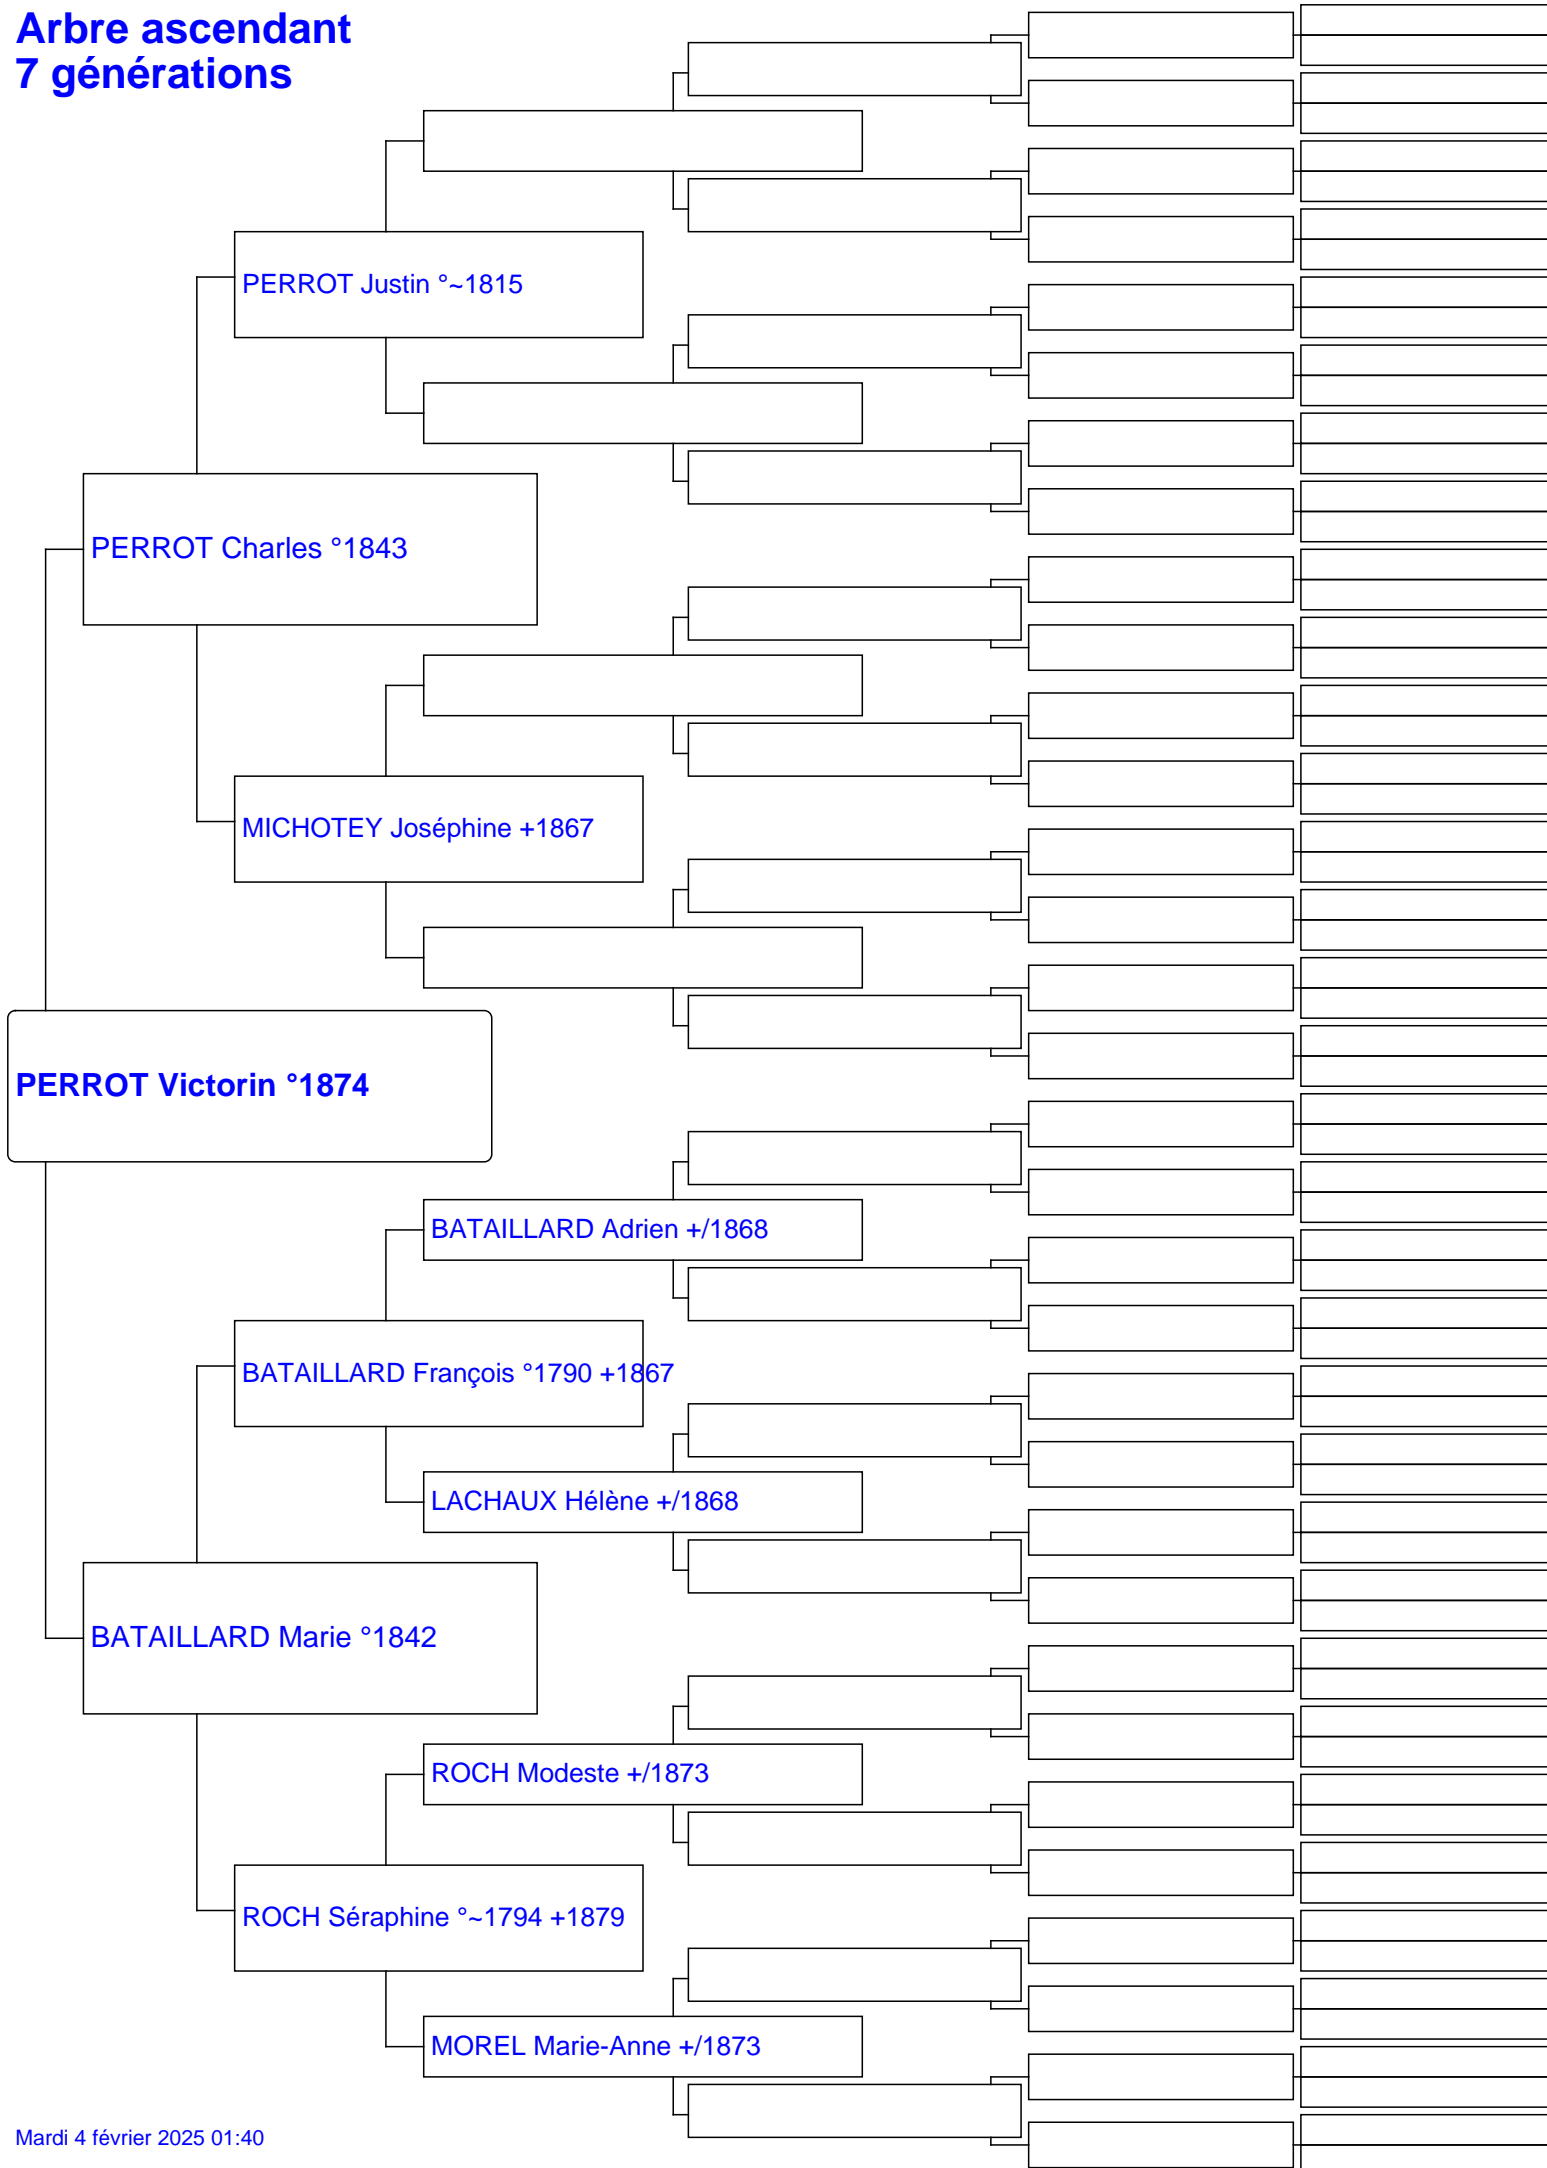 Arbre ascendant
7 générations
PERROT Justin °~1815
PERROT Charles °1843
MICHOTEY Joséphine +1867
PERROT Victorin °1874
BATAILLARD Adrien +/1868
BATAILLARD François °1790 +1867
LACHAUX Hélène +/1868
BATAILLARD Marie °1842
ROCH Modeste +/1873
ROCH Séraphine °~1794 +1879
MOREL Marie-Anne +/1873
Mardi 4 février 2025 01:40